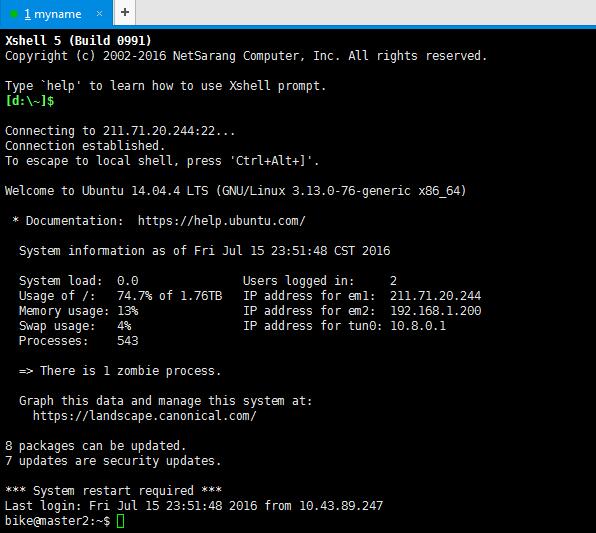 1 myname × +
Xshell 5 (Build 0991)
Copyright (c) 2002-2016 NetSarang Computer, Inc. All rights reserved.
Type `help' to learn how to use Xshell prompt.
[d:\~]$
Connecting to 211.71.20.244:22...
Connection established.
To escape to local shell, press 'Ctrl+Alt+]'.
Welcome to Ubuntu 14.04.4 LTS (GNU/Linux 3.13.0-76-generic x86_64)
* Documentation:  https://help.ubuntu.com/
System information as of Fri Jul 15 23:51:48 CST 2016
System load:  0.0               Users logged in:     2
Usage of /:   74.7% of 1.76TB   IP address for em1:  211.71.20.244
Memory usage: 13%               IP address for em2:  192.168.1.200
Swap usage:   4%                IP address for tun0: 10.8.0.1
Processes:    543
=> There is 1 zombie process.
Graph this data and manage this system at:
https://landscape.canonical.com/
8 packages can be updated.
7 updates are security updates.
*** System restart required ***
Last login: Fri Jul 15 23:51:48 2016 from 10.43.89.247
bike@master2:~$